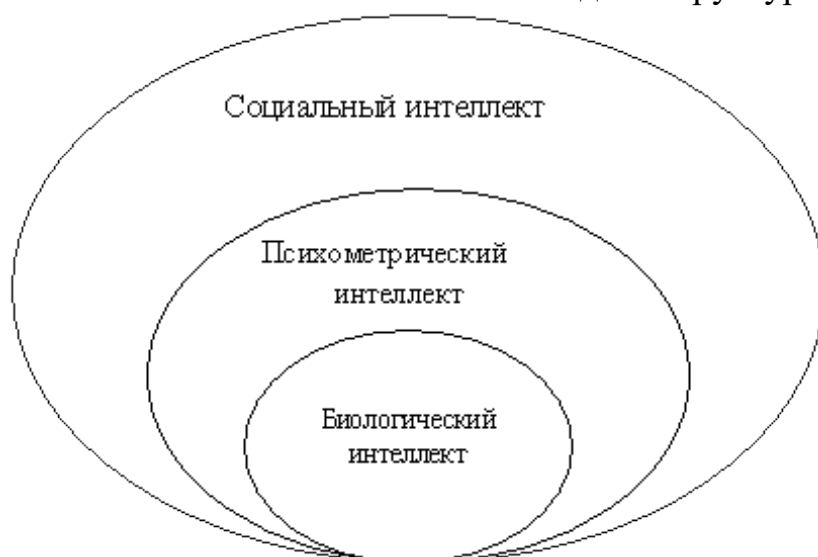 Социальный интеллект
Психометрический
интеллект
Биологический
интеллект